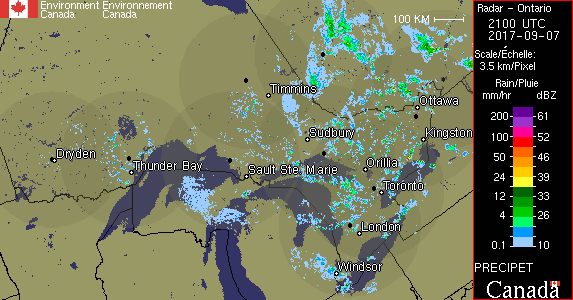 Environment Environnement
Canada Canada
100 KM
Timmins
Ottawa
Sudbury
Kingston
Dryden
Thunder Bay
Sault Ste. Marie
Orillia
Toronto
London
Windsor
Radar - Ontario
2100 UTC
2017-09-07
Scale/Échelle:
3.5 km/Pixel
Rain/Pluie
mm/hr dBZ
200 61
100 52
50 46
24 39
12 33
4 26
0.1 10
PRECIPET
Canada